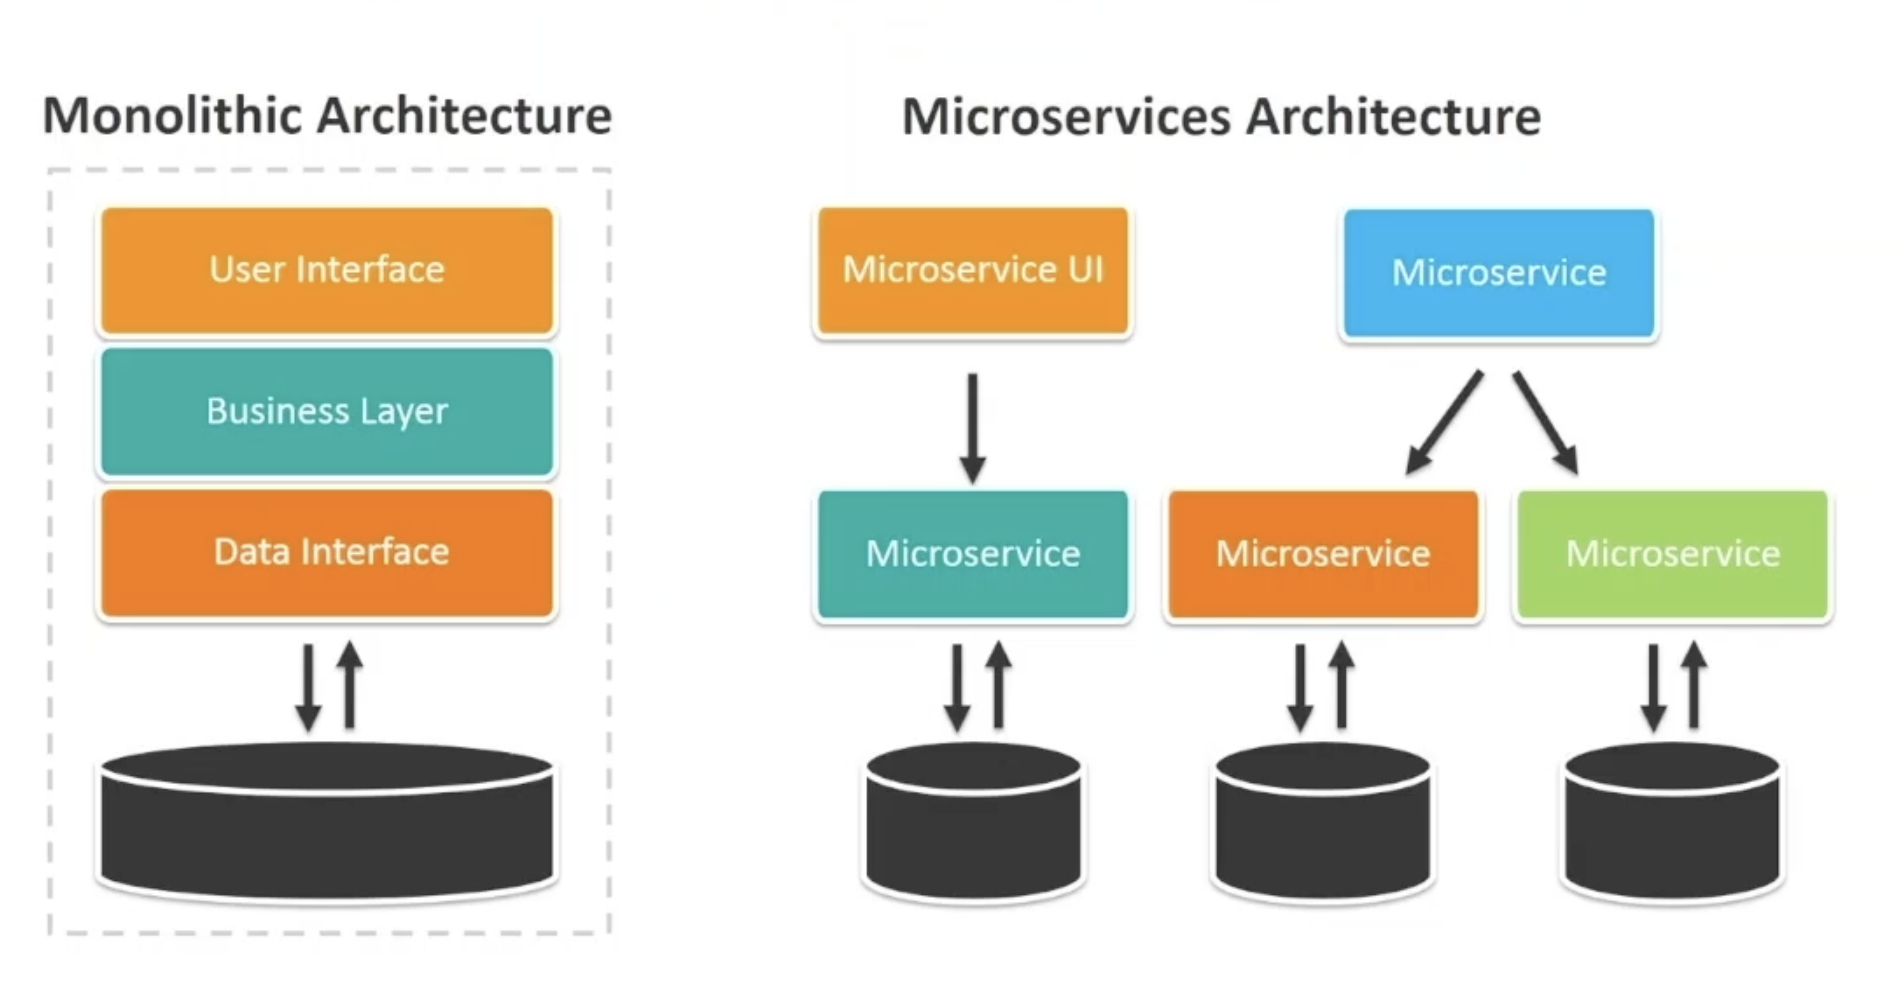 Monolithic Architecture
User Interface
Business Layer
Data Interface
Microservices Architecture
Microservice UI
Microservice
Microservice
Microservice
Microservice